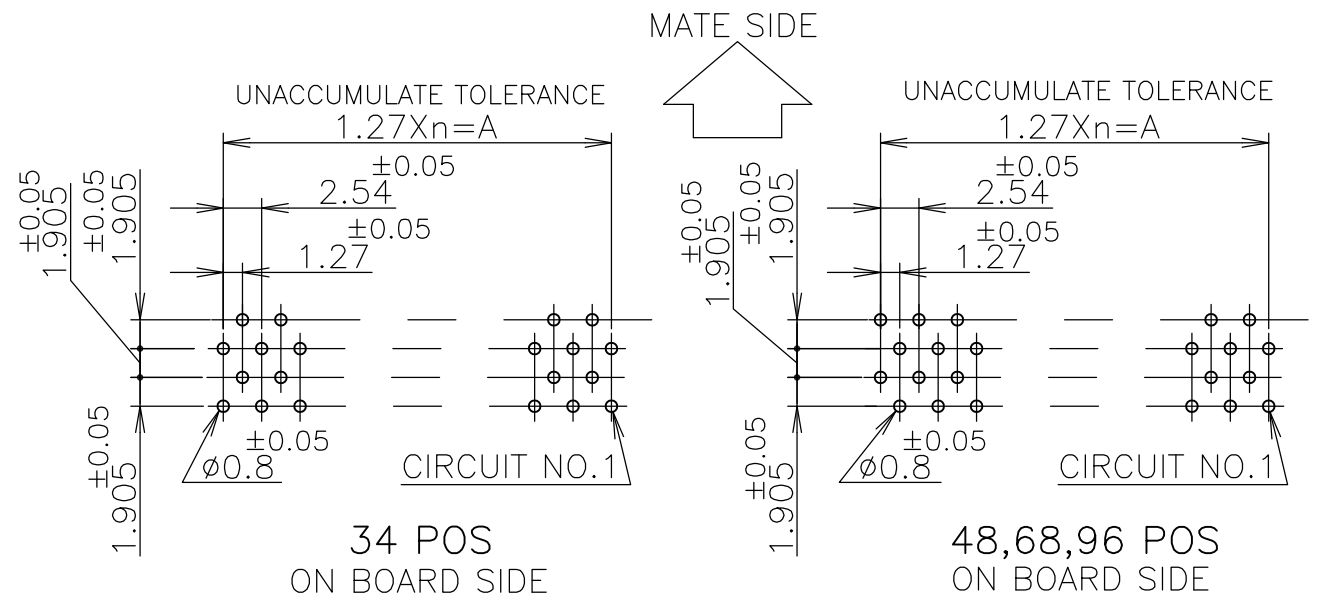 MATE SIDE
UNACCUMULATE TOLERANCE
1.27Xn=A
±0.05
2.54
±0.05
1.27
±0.05
1.905
±0.05
1.905
±0.05
1.905
±0.05
ø0.8
CIRCUIT NO.1
34 POS
ON BOARD SIDE
UNACCUMULATE TOLERANCE
1.27Xn=A
±0.05
2.54
±0.05
1.27
±0.05
1.905
±0.05
1.905
±0.05
1.905
±0.05
ø0.8
CIRCUIT NO.1
48,68,96 POS
ON BOARD SIDE